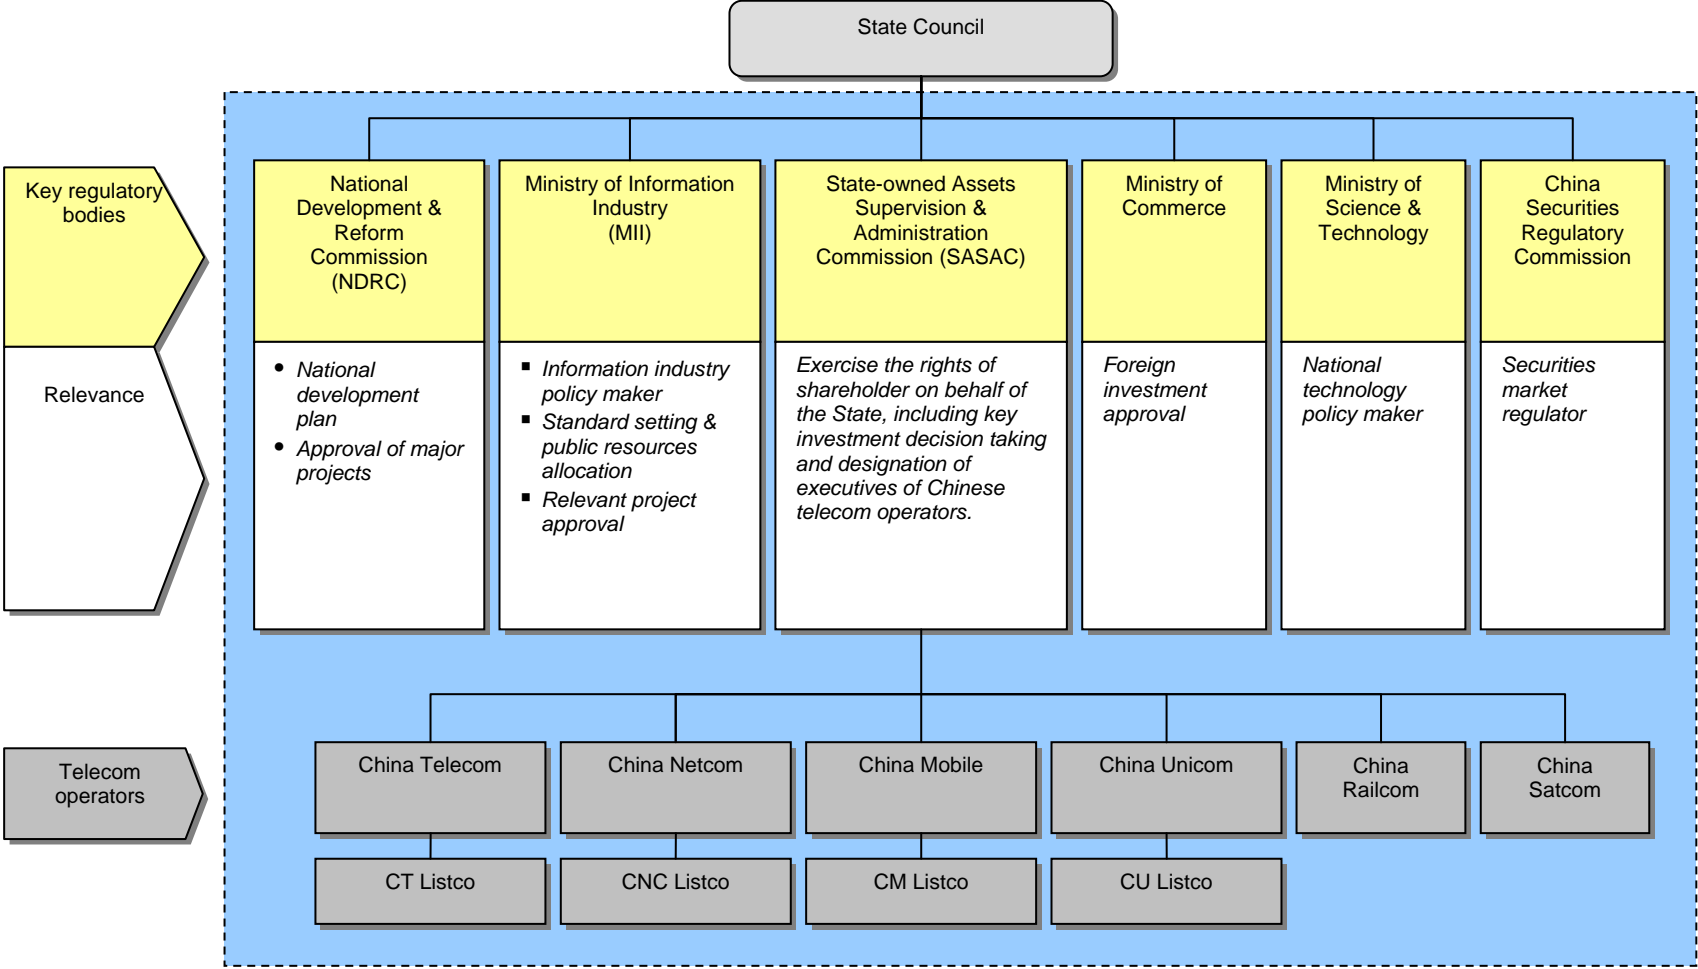 State Council
Key regulatory
bodies
National
Development &
Reform
Commission
(NDRC)
Ministry of Information
Industry
(MII)
State-owned Assets
Supervision &
Administration
Commission (SASAC)
Ministry of
Commerce
Ministry of
Science &
Technology
China
Securities
Regulatory
Commission
Relevance
• National
development
plan
• Approval of major
projects
▪ Information industry
policy maker
▪ Standard setting &
public resources
allocation
▪ Relevant project
approval
Exercise the rights of
shareholder on behalf of
the State, including key
investment decision taking
and designation of
executives of Chinese
telecom operators.
Foreign
investment
approval
National
technology
policy maker
Securities
market
regulator
Telecom
operators
China Telecom
China Netcom
China Mobile
China Unicom
China
Railcom
China
Satcom
CT Listco
CNC Listco
CM Listco
CU Listco